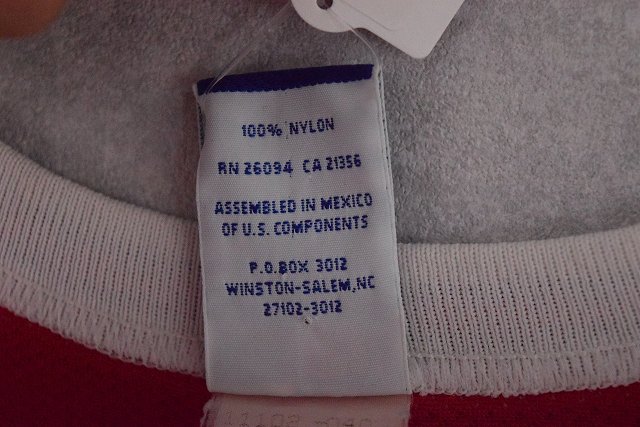 100% NYLON
RN 26094 CA 21356
ASSEMBLED IN MEXICO
OF U.S. COMPONENTS
P.O.BOX 3012
WINSTON-SALEM,NC
27102-3012